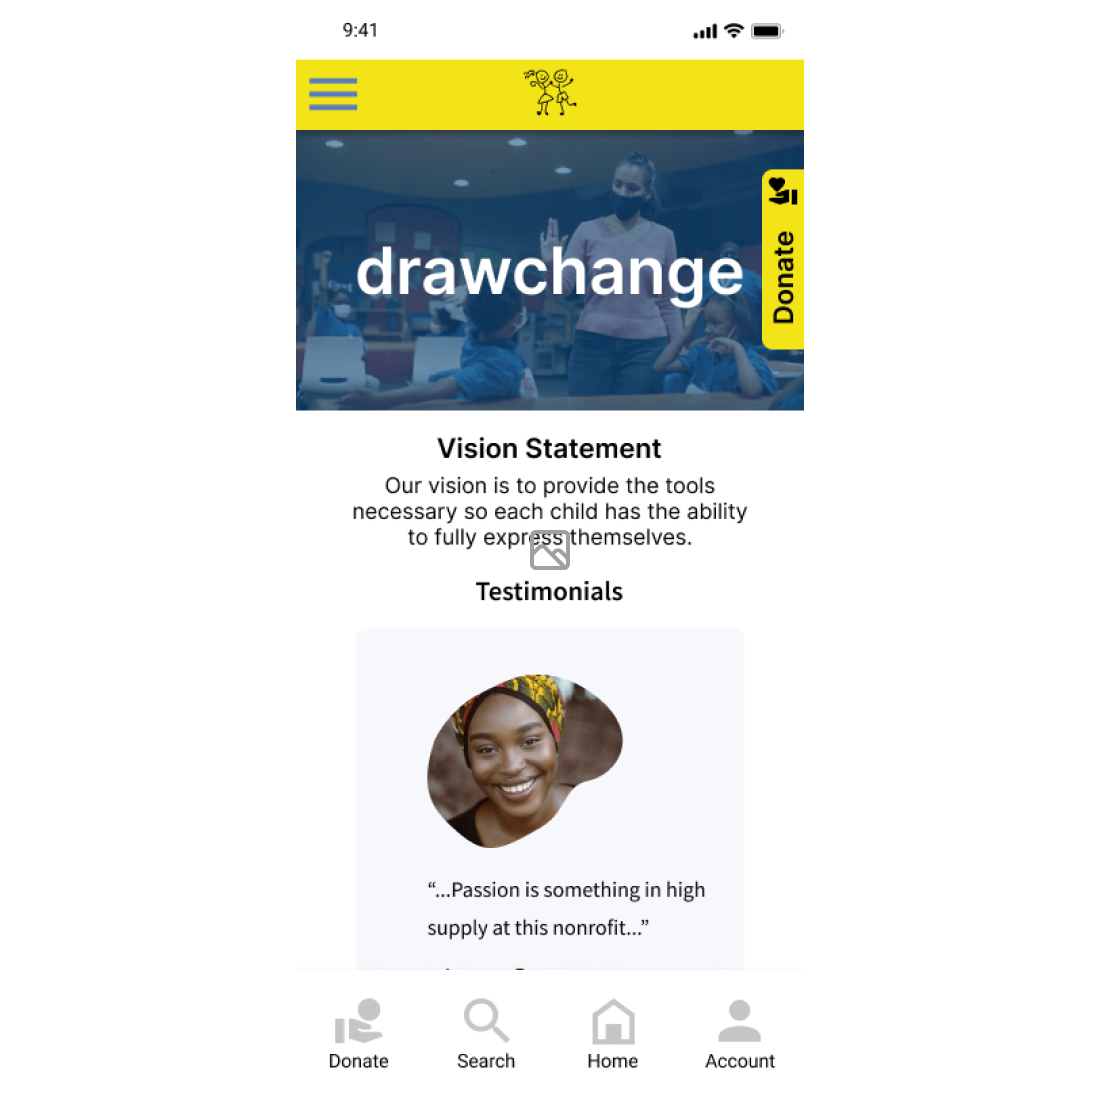 9:41
drawchange
Donate
Vision Statement
Our vision is to provide the tools
necessary so each child has the ability
to fully express themselves.
Testimonials
“...Passion is something in high
supply at this nonrofit...”
Donate
Search
Home
Account